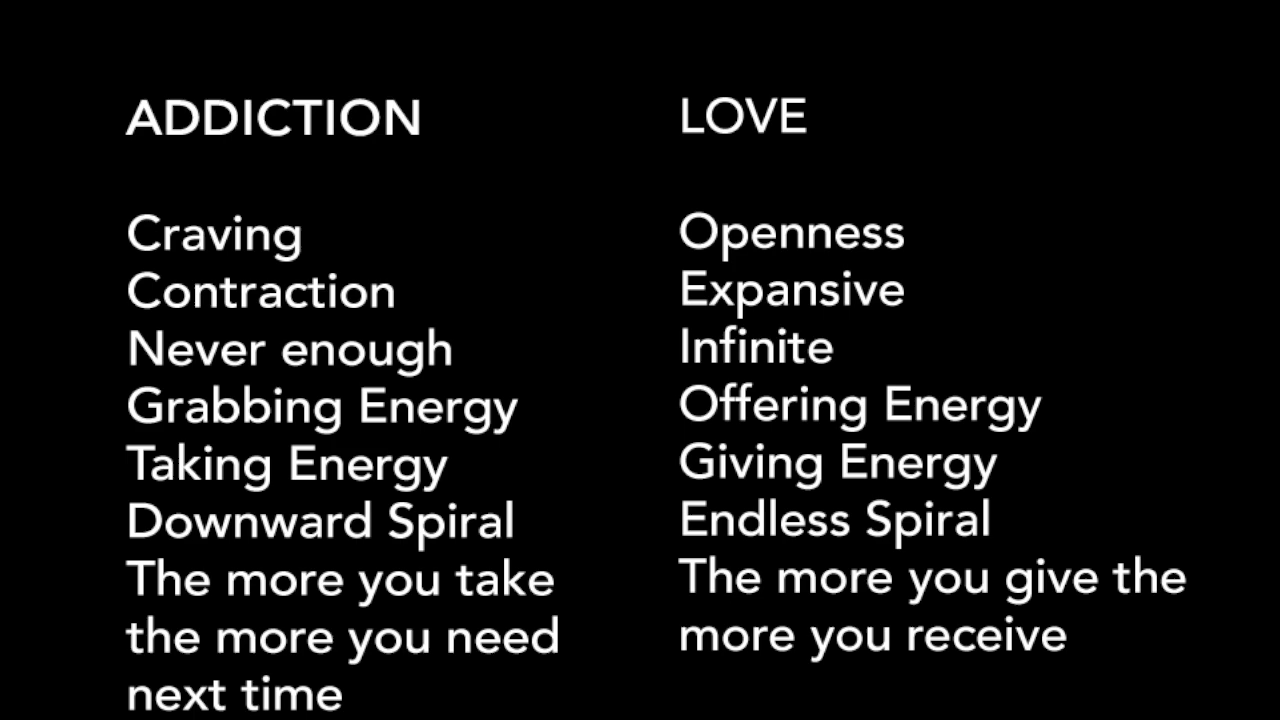 ADDICTION
Craving
Contraction
Never enough
Grabbing Energy
Taking Energy
Downward Spiral
The more you take
the more you need
next time
LOVE
Openness
Expansive
Infinite
Offering Energy
Giving Energy
Endless Spiral
The more you give the
more you receive